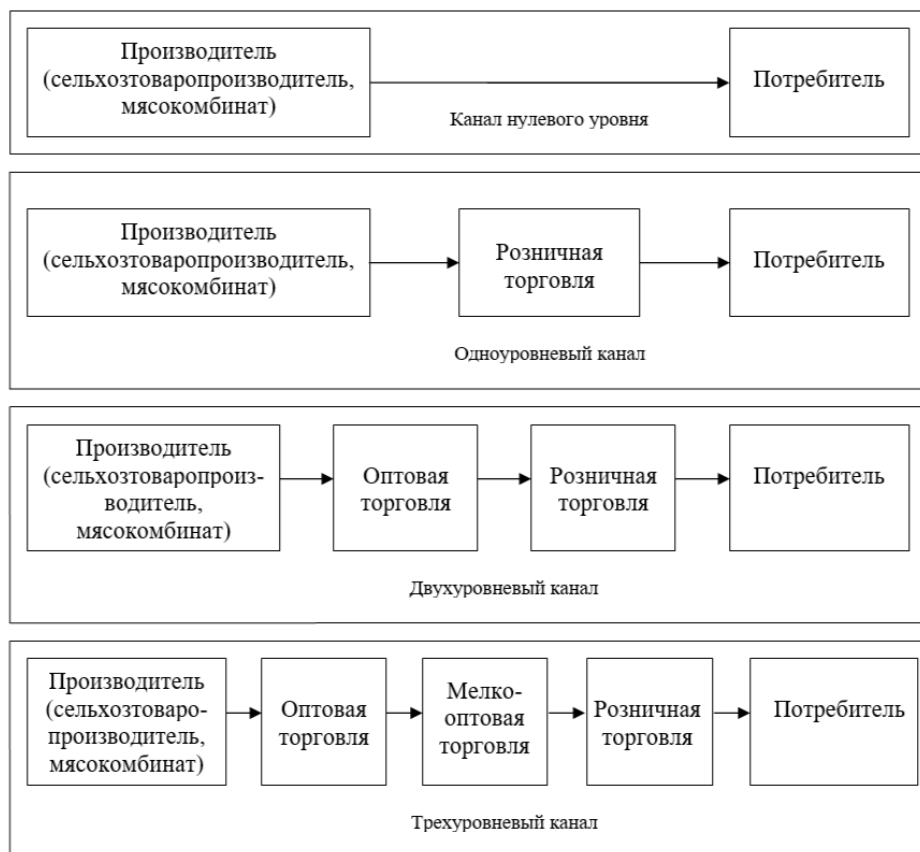 Производитель
(сельхозтоваропроизводитель,
мясокомбинат)
Потребитель
Канал нулевого уровня
Производитель
(сельхозтоваропроизводитель,
мясокомбинат)
Розничная
торговля
Потребитель
Одноуровневый канал
Производитель
(сельхозтоваропроиз-
водитель,
мясокомбинат)
Оптовая
торговля
Розничная
торговля
Потребитель
Двухуровневый канал
Производитель
(сельхозтоваро-
производитель,
мясокомбинат)
Оптовая
торговля
Мелко-
оптовая
торговля
Розничная
торговля
Потребитель
Трехуровневый канал